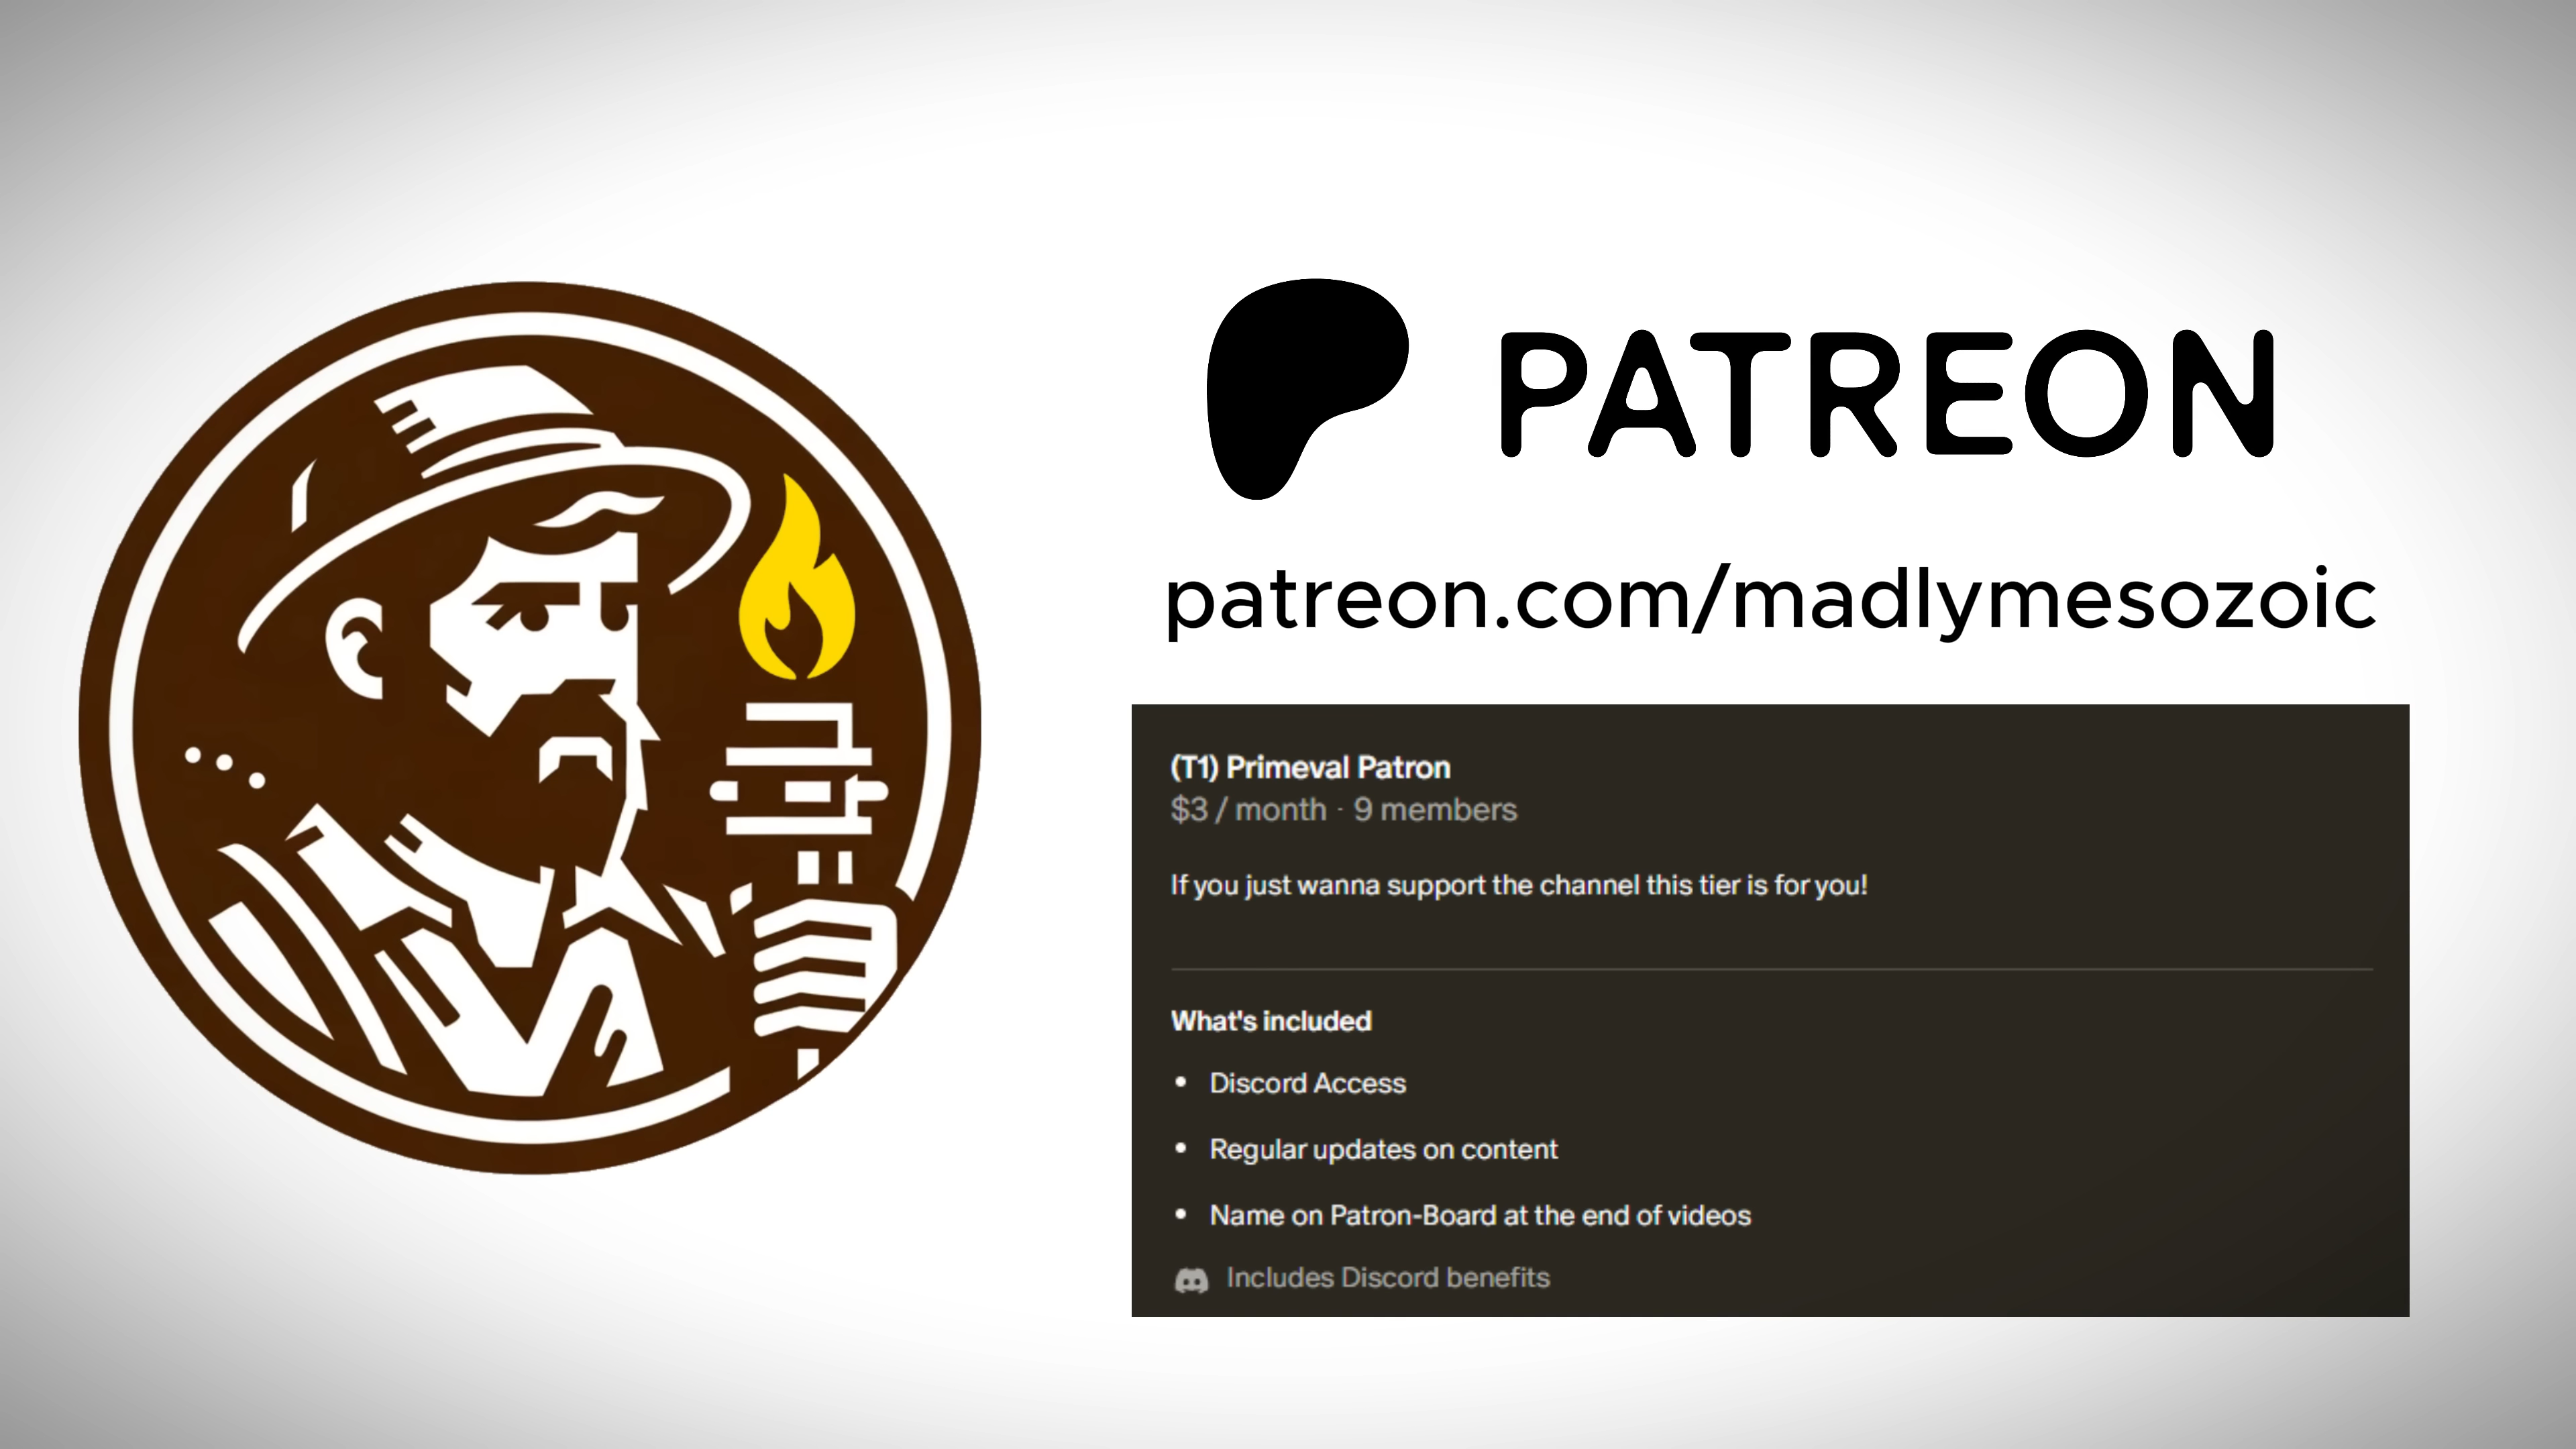 PATREON
patreon.com/madlymesozoic
(T1) Primeval Patron
$3 / month · 9 members
If you just wanna support the channel this tier is for you!
What's included
• Discord Access
• Regular updates on content
• Name on Patron-Board at the end of videos
Includes Discord benefits